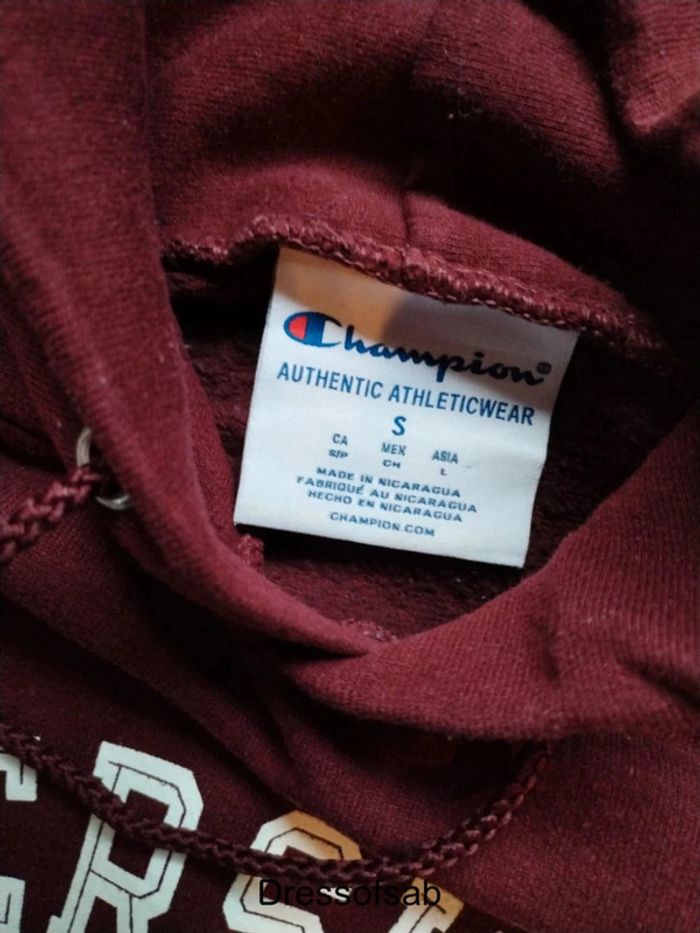 Champion®
AUTHENTIC ATHLETICWEAR
S
CA MEX ASIA
S/P CH L
MADE IN NICARAGUA
FABRIQUÉ AU NICARAGUA
HECHO EN NICARAGUA
CHAMPION.COM
ERS
Dressofsab